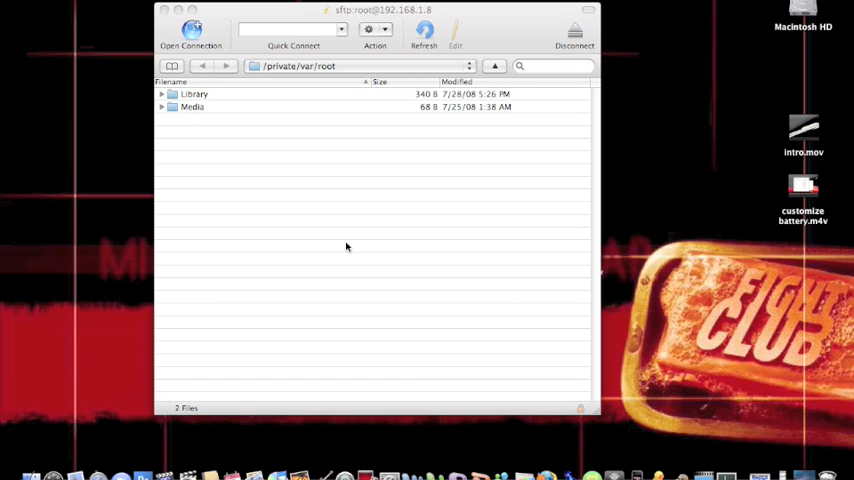 sftp:root@192.168.1.8
Macintosh HD
Open Connection
Quick Connect
Action
Refresh
Edit
Disconnect
/private/var/root
Filename
Size
Modified
Library
340 B
7/28/08 5:26 PM
Media
68 B
7/25/08 1:38 AM
intro.mov
customize
battery.m4v
FIGHT
CLUB
2 Files